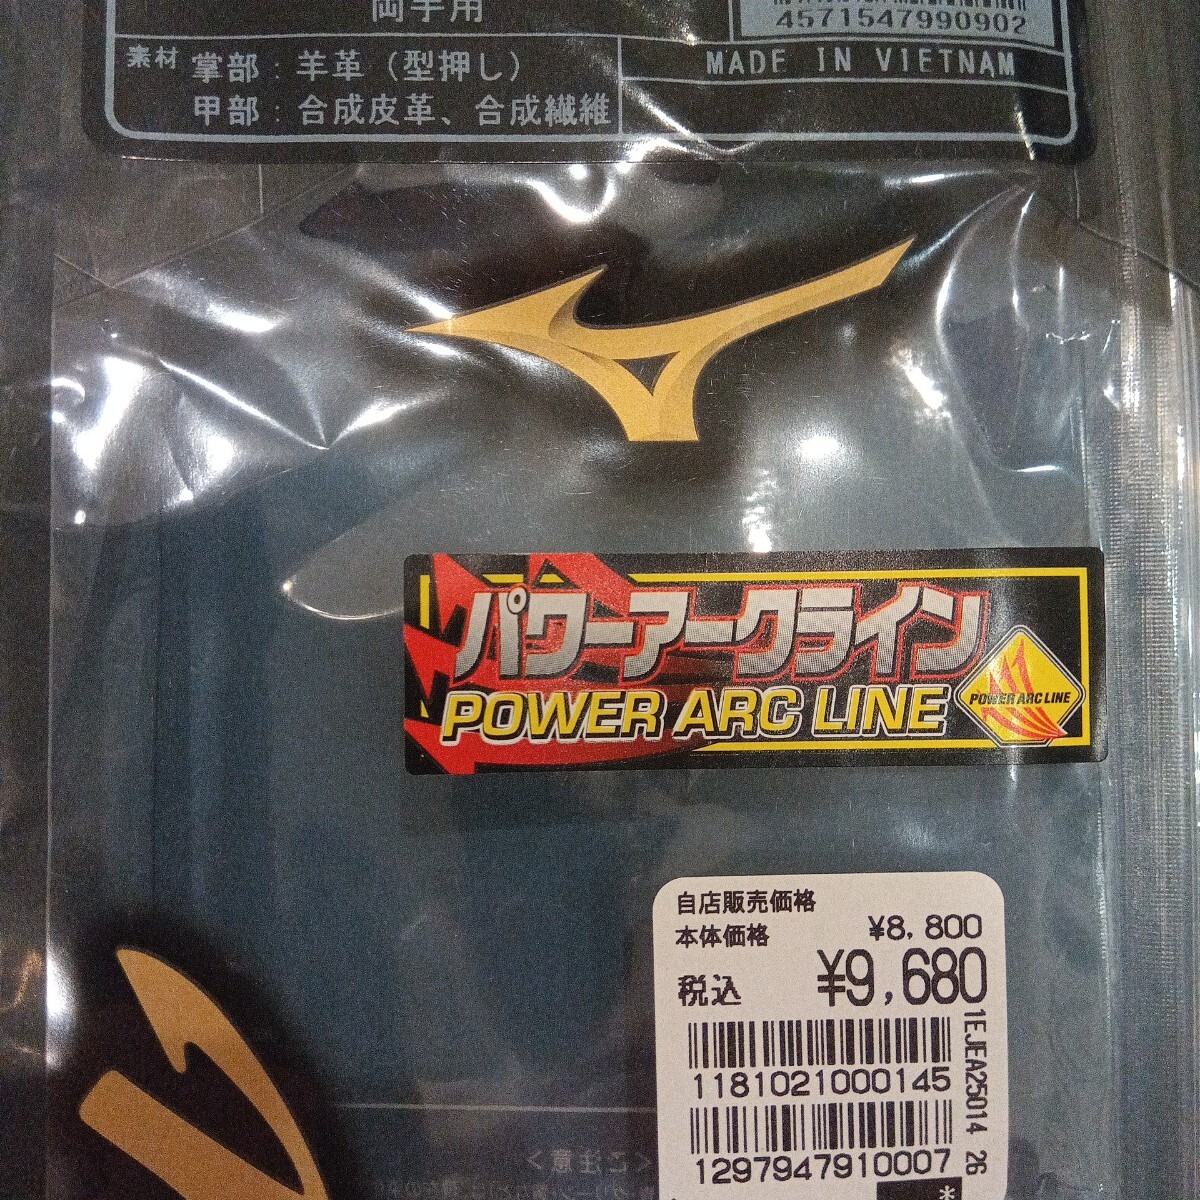 両手用
4571547990902
素材 掌部：羊革（型押し）
甲部：合成皮革、合成繊維
MADE IN VIETNAM
パワーアークライン
POWER ARC LINE
POWER ARC LINE
自店販売価格
本体価格 ¥8,800
税込 ¥9,680
1EJEA25014 26
1181021000145
1297947910007
*
＜ご注意＞